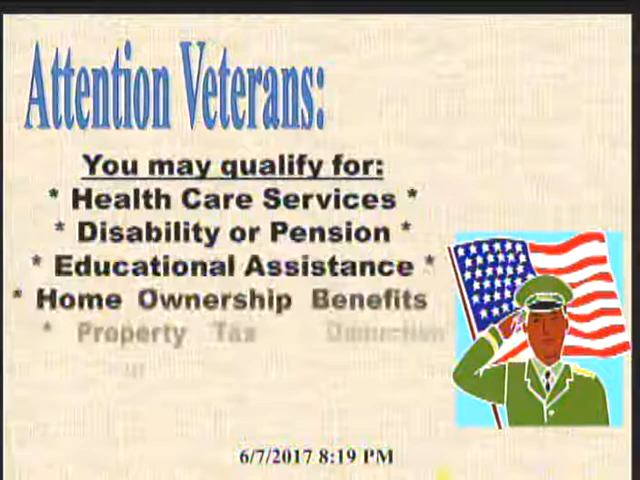 Attention Veterans:
You may qualify for:
* Health Care Services *
* Disability or Pension *
* Educational Assistance *
* Home Ownership Benefits
* Property Tax
6/7/2017 8:19 PM